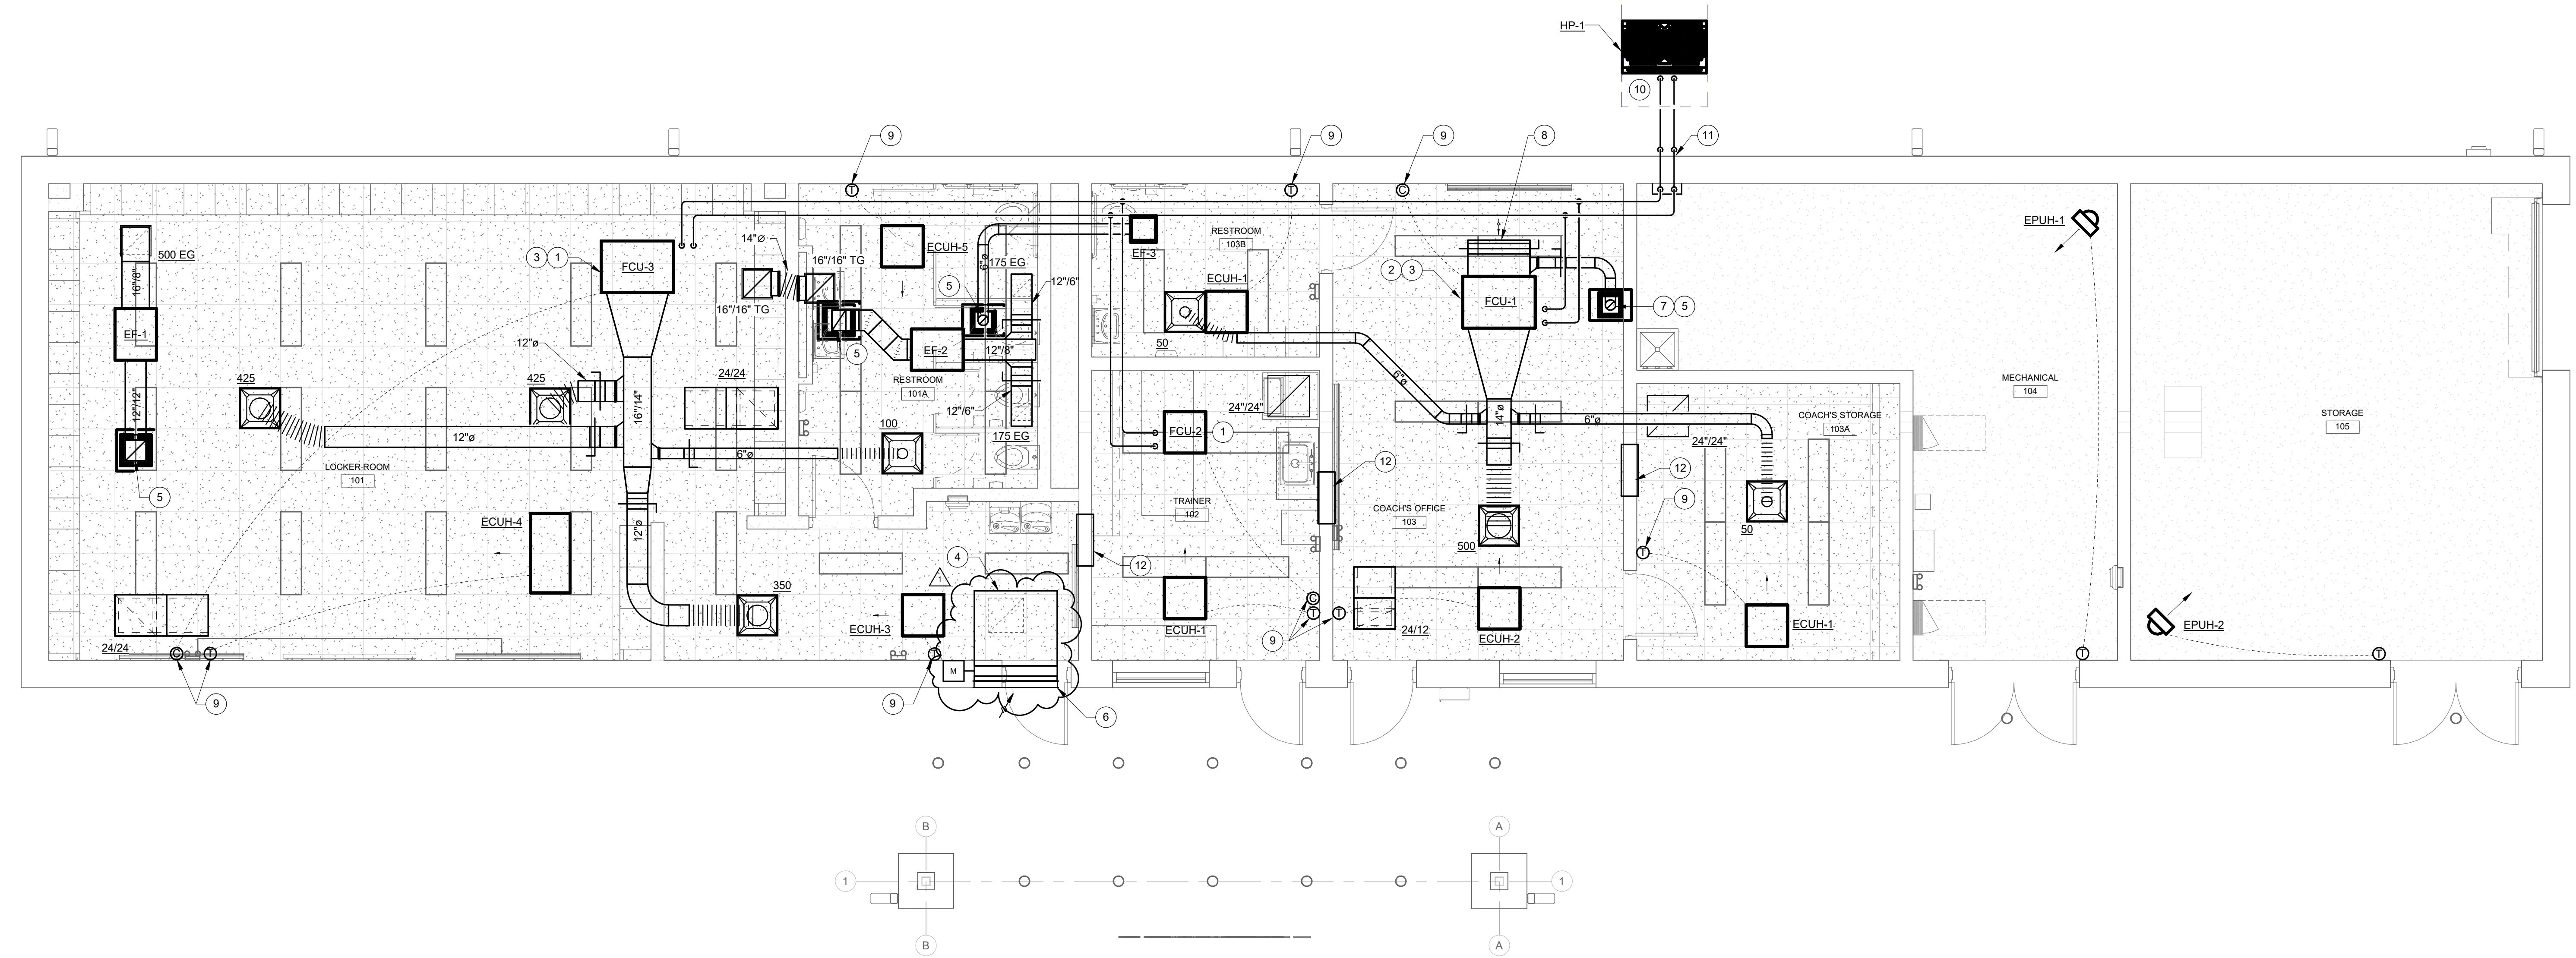 HP-1
10
9
9
9
8
11
T
T
C
EPUH-1
500 EG
16"/8"
3
1
FCU-3
14"ø
16"/16" TG
16"/16" TG
ECUH-5
6"ø
175 EG
12"/6"
5
EF-3
RESTROOM
103B
ECUH-1
2
3
FCU-1
7
5
EF-1
12"ø
EF-2
12"/8"
5
50
425
425
24/24
RESTROOM
101A
12"/6"
175 EG
6"ø
MECHANICAL
104
12"/12"
16"/14"
12"ø
100
6"ø
FCU-2
1
24"/24"
14"ø
6"ø
COACH'S STORAGE
103A
24"/24"
STORAGE
105
LOCKER ROOM
101
5
12
12
9
TRAINER
102
COACH'S OFFICE
103
ECUH-4
12"ø
500
50
T
4
1
12
350
ECUH-3
ECUH-1
C
T
T
9
24/12
ECUH-2
ECUH-1
EPUH-2
24/24
C
T
T
M
T
T
9
9
6
B
A
1
1
B
A